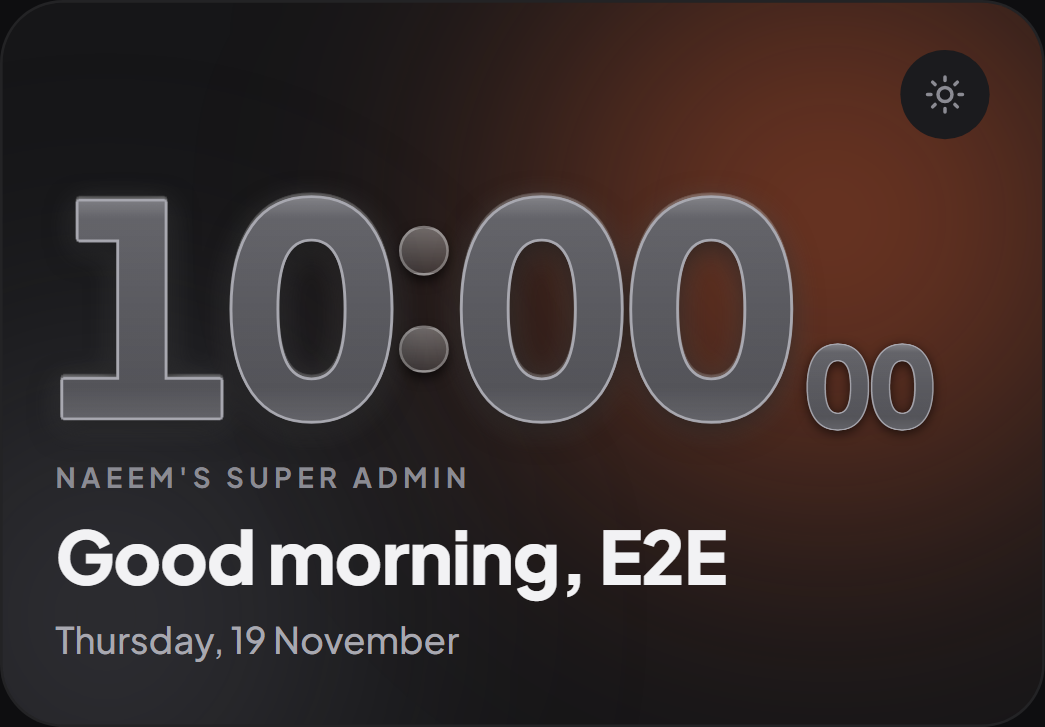 10:00 00
NAEEM'S SUPER ADMIN
Good morning, E2E
Thursday, 19 November